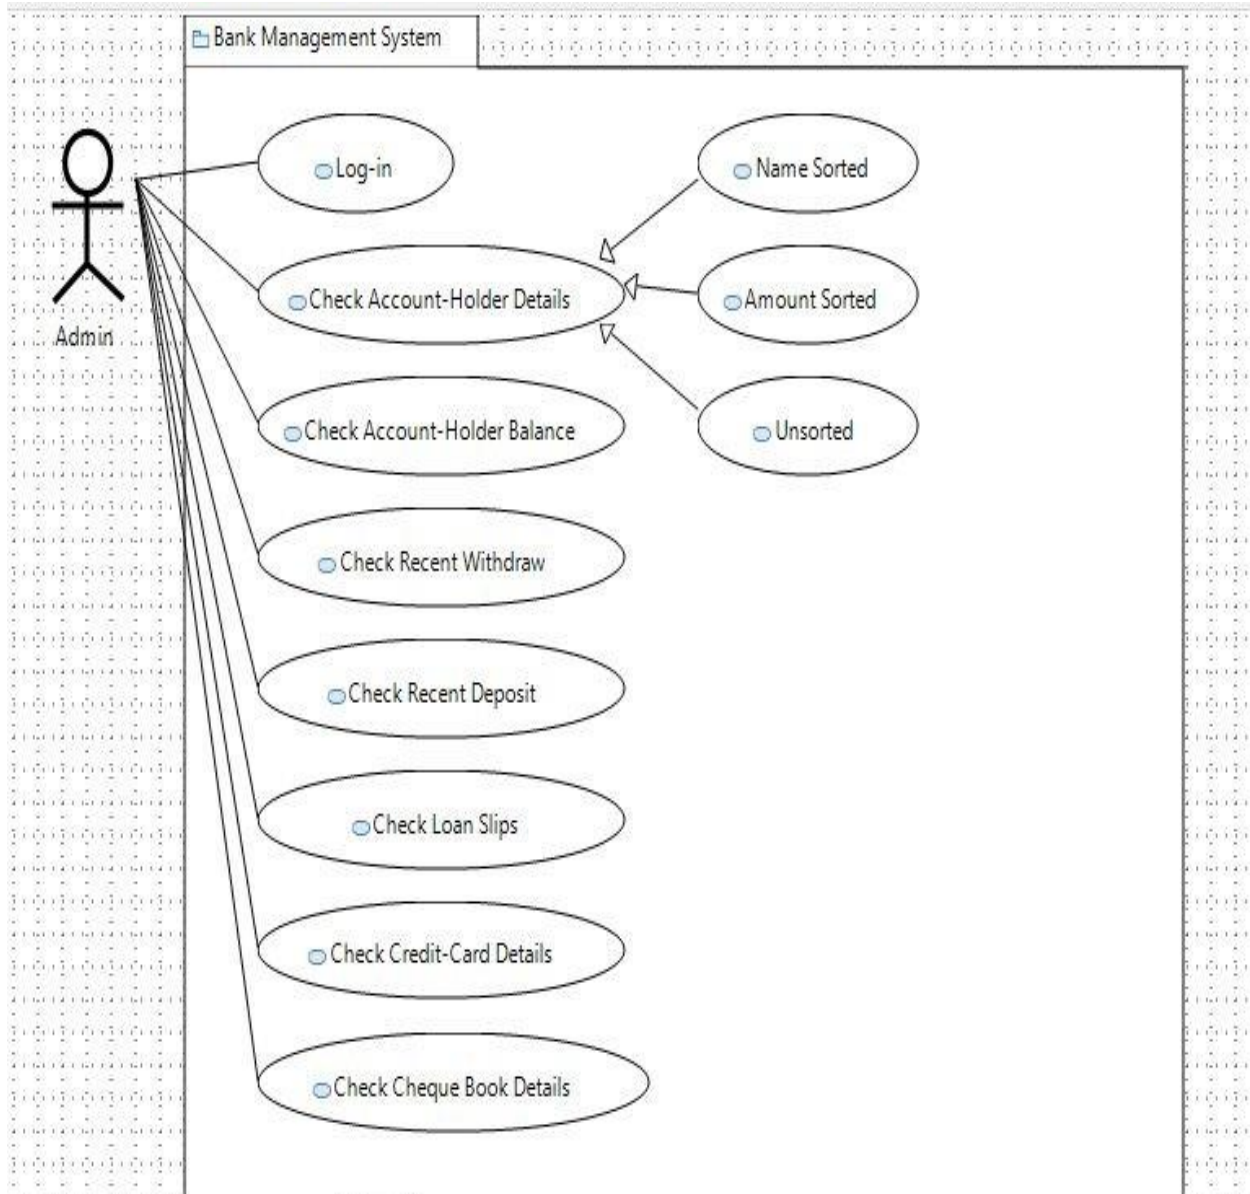 Bank Management System
Log-in
Name Sorted
Check Account-Holder Details
Amount Sorted
Admin
Check Account-Holder Balance
Unsorted
Check Recent Withdraw
Check Recent Deposit
Check Loan Slips
Check Credit-Card Details
Check Cheque Book Details